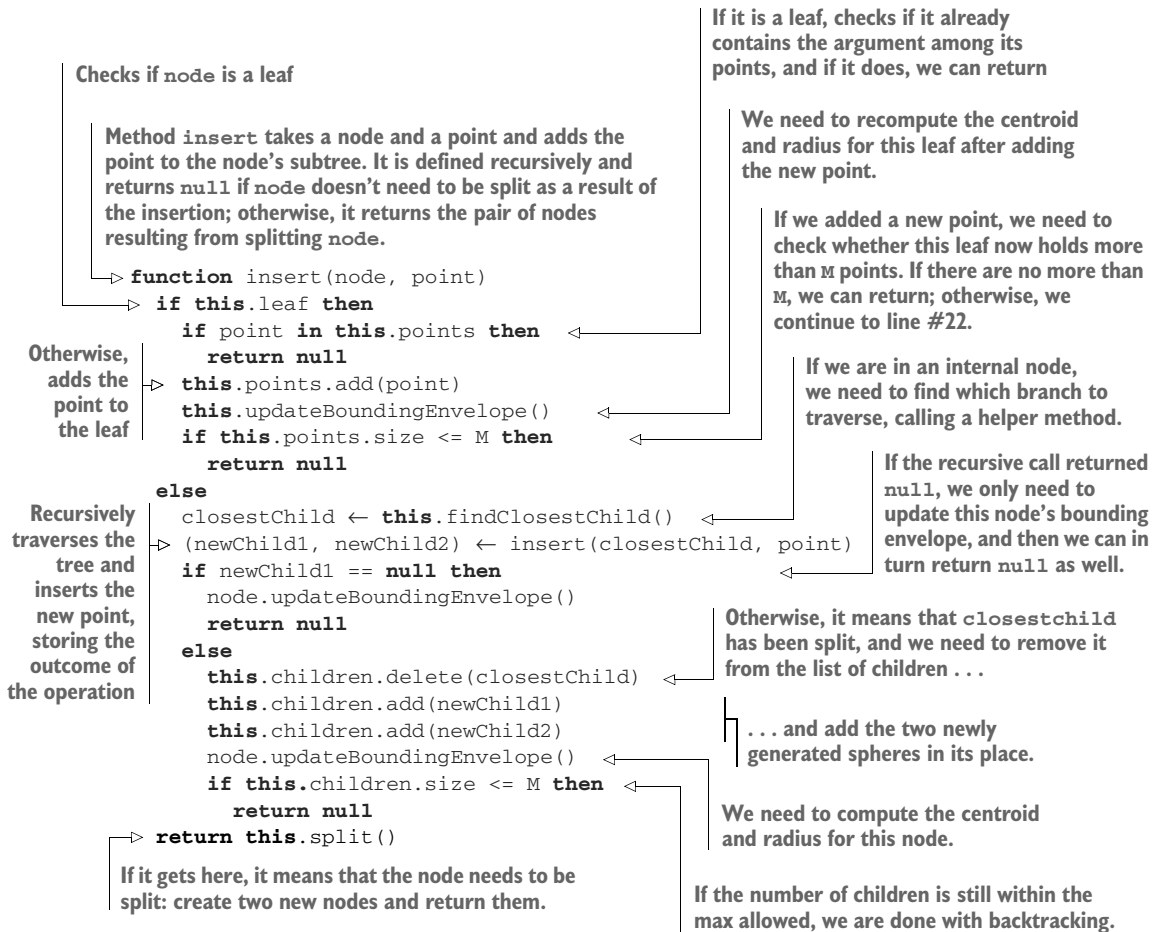 If it is a leaf, checks if it already
contains the argument among its
points, and if it does, we can return
Checks if node is a leaf
Method insert takes a node and a point and adds the
point to the node's subtree. It is defined recursively and
returns null if node doesn't need to be split as a result of
the insertion; otherwise, it returns the pair of nodes
resulting from splitting node.
We need to recompute the centroid
and radius for this leaf after adding
the new point.
If we added a new point, we need to
check whether this leaf now holds more
than M points. If there are no more than
M, we can return; otherwise, we
continue to line #22.
function insert(node, point)
if this.leaf then
if point in this.points then
return null
Otherwise,
adds the
point to
the leaf
this.points.add(point)
this.updateBoundingEnvelope()
if this.points.size <= M then
return null
else
If we are in an internal node,
we need to find which branch to
traverse, calling a helper method.
Recursively
traverses the
tree and
inserts the
new point,
storing the
outcome of
the operation
closestChild ← this.findClosestChild()
(newChild1, newChild2) ← insert(closestChild, point)
if newChild1 == null then
node.updateBoundingEnvelope()
return null
else
If the recursive call returned
null, we only need to
update this node's bounding
envelope, and then we can in
turn return null as well.
this.children.delete(closestChild)
this.children.add(newChild1)
this.children.add(newChild2)
node.updateBoundingEnvelope()
if this.children.size <= M then
return null
return this.split()
Otherwise, it means that closestchild
has been split, and we need to remove it
from the list of children . . .
. . . and add the two newly
generated spheres in its place.
We need to compute the centroid
and radius for this node.
If it gets here, it means that the node needs to be
split: create two new nodes and return them.
If the number of children is still within the
max allowed, we are done with backtracking.